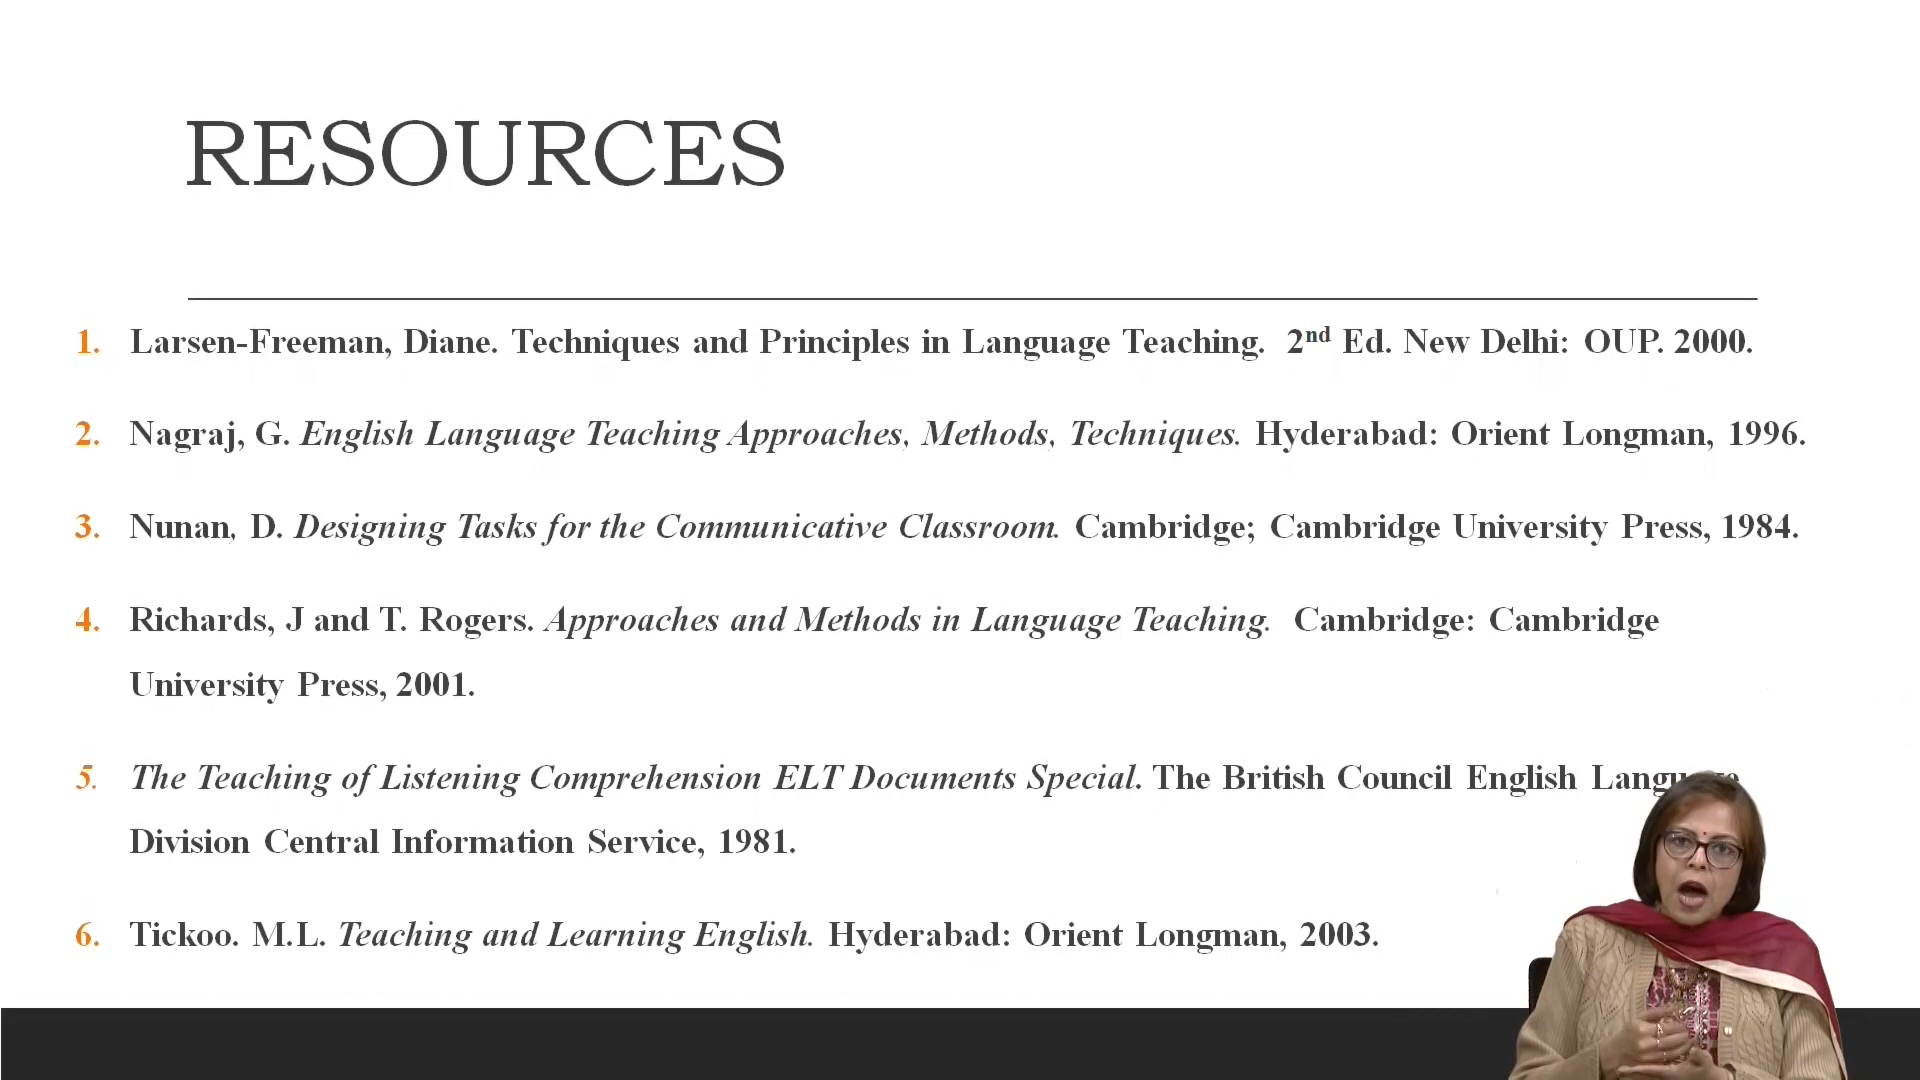 RESOURCES
1. Larsen-Freeman, Diane. Techniques and Principles in Language Teaching. 2nd Ed. New Delhi: OUP. 2000.
2. Nagraj, G. English Language Teaching Approaches, Methods, Techniques. Hyderabad: Orient Longman, 1996.
3. Nunan, D. Designing Tasks for the Communicative Classroom. Cambridge; Cambridge University Press, 1984.
4. Richards, J and T. Rogers. Approaches and Methods in Language Teaching. Cambridge: Cambridge
University Press, 2001.
5. The Teaching of Listening Comprehension ELT Documents Special. The British Council English Language
Division Central Information Service, 1981.
6. Tickoo. M.L. Teaching and Learning English. Hyderabad: Orient Longman, 2003.